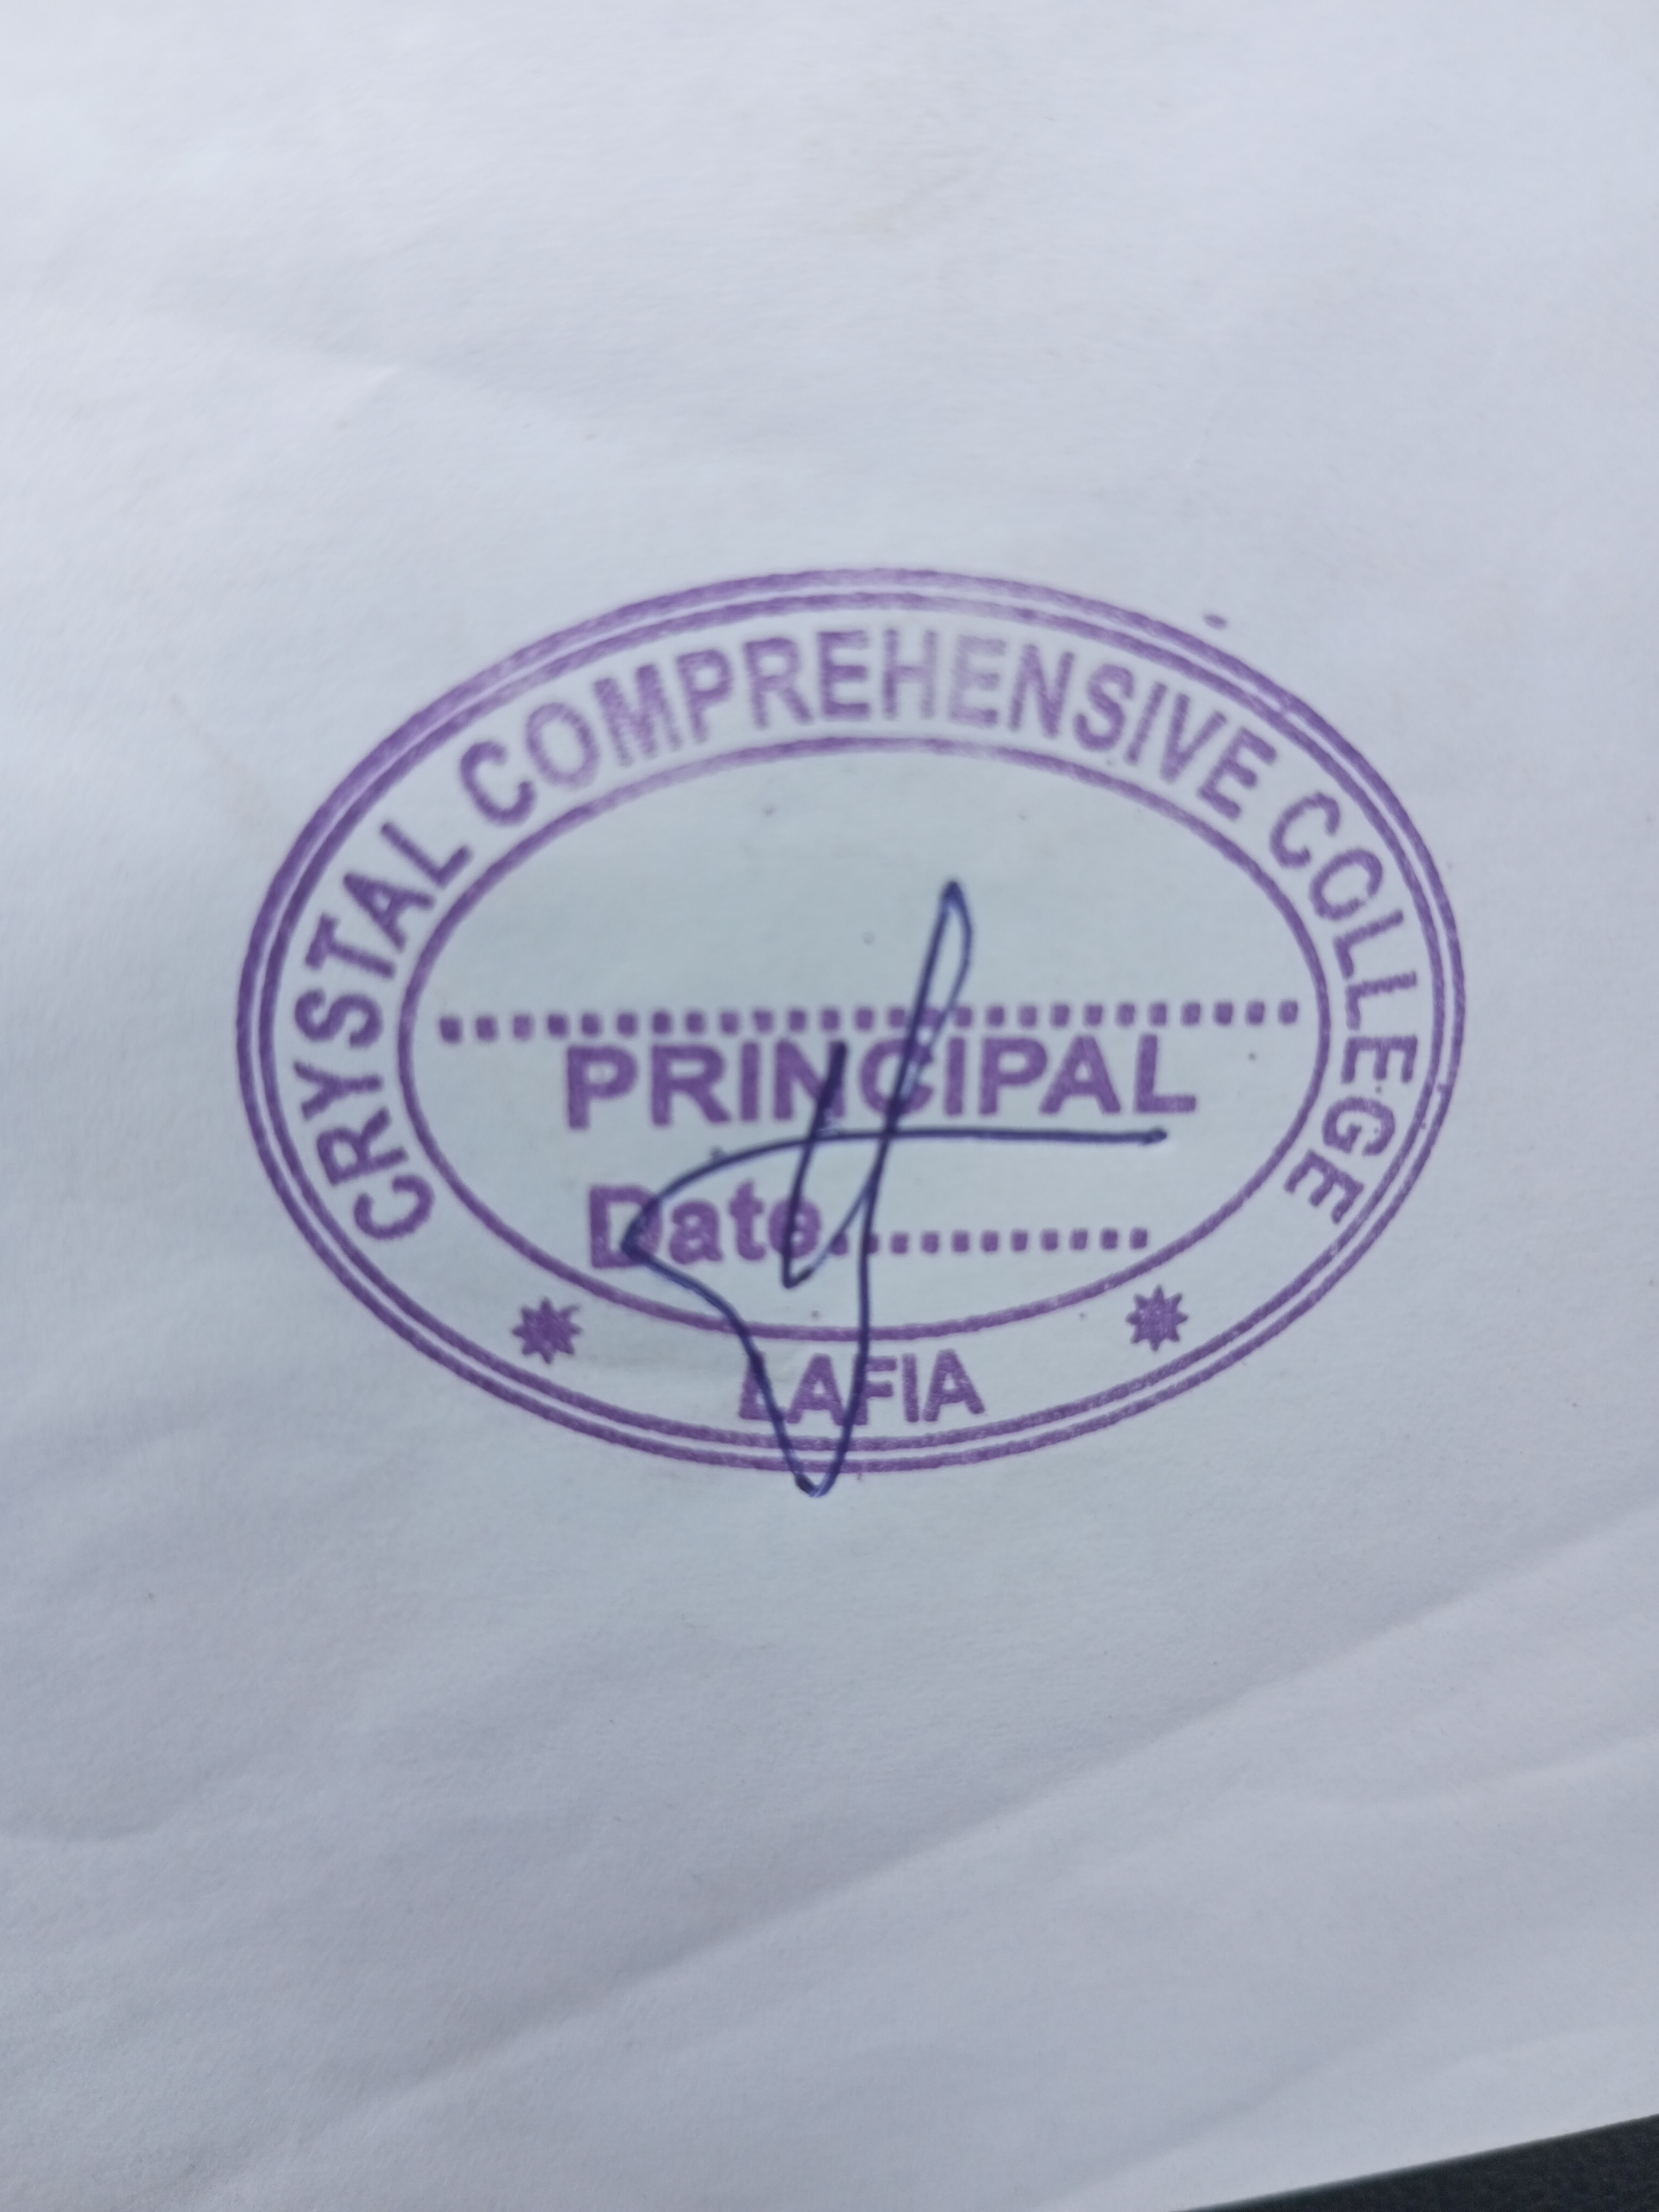 CRYSTAL COMPREHENSIVE COLLEGE
PRINCIPAL
Date............
LAFIA